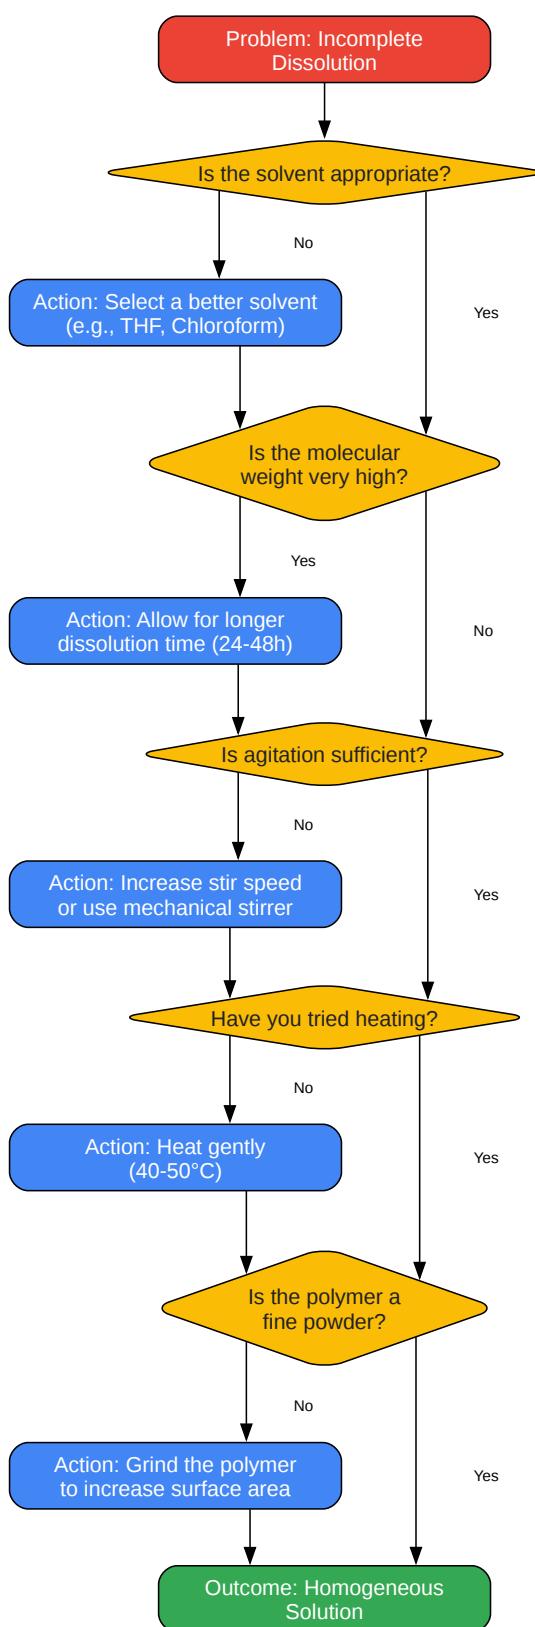 Problem: Incomplete
Dissolution
Is the solvent appropriate?
No
Action: Select a better solvent
(e.g., THF, Chloroform)
Yes
Is the molecular
weight very high?
Yes
Action: Allow for longer
dissolution time (24-48h)
No
Is agitation sufficient?
No
Action: Increase stir speed
or use mechanical stirrer
Yes
Have you tried heating?
No
Action: Heat gently
(40-50°C)
Yes
Is the polymer a
fine powder?
No
Action: Grind the polymer
to increase surface area
Yes
Outcome: Homogeneous
Solution